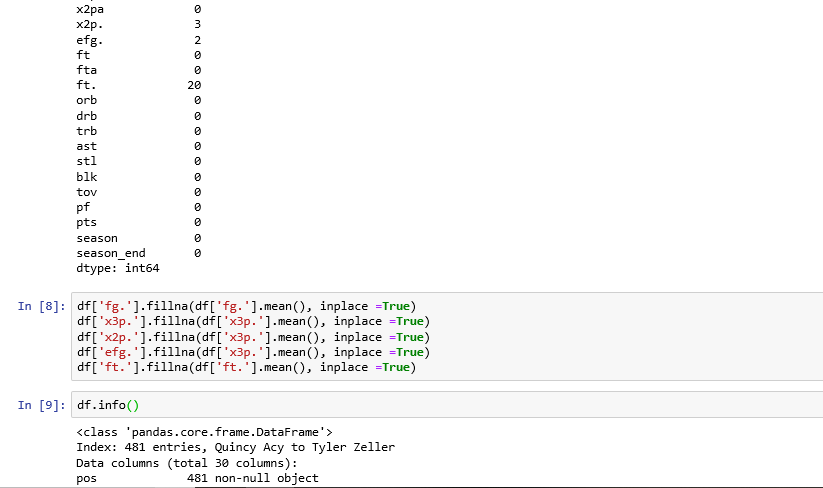 x2pa 0
x2p. 3
efg. 2
ft 0
fta 0
ft. 20
orb 0
drb 0
trb 0
ast 0
stl 0
blk 0
tov 0
pf 0
pts 0
season 0
season_end 0
dtype: int64
In [8]: df['fg.'].fillna(df['fg.'].mean(), inplace =True)
df['x3p.'].fillna(df['x3p.'].mean(), inplace =True)
df['x2p.'].fillna(df['x3p.'].mean(), inplace =True)
df['efg.'].fillna(df['x3p.'].mean(), inplace =True)
df['ft.'].fillna(df['ft.'].mean(), inplace =True)
In [9]: df.info()
<class 'pandas.core.frame.DataFrame'>
Index: 481 entries, Quincy Acy to Tyler Zeller
Data columns (total 30 columns):
pos 481 non-null object